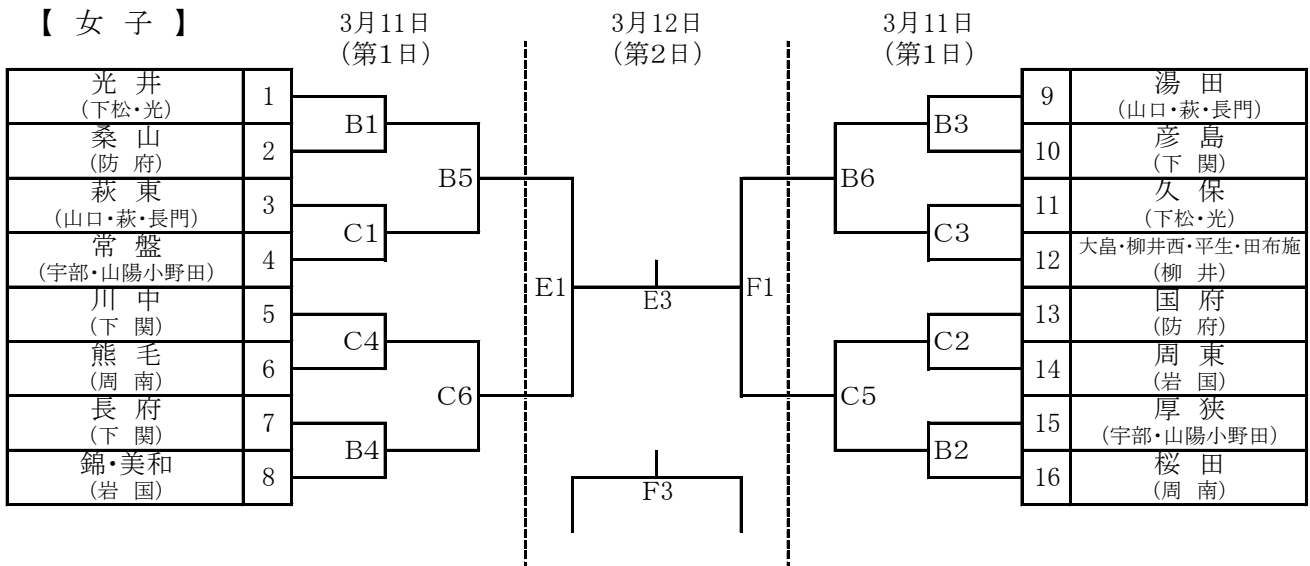 【 女 子 】
3月11日
(第1日)
3月12日
(第2日)
3月11日
(第1日)
光 井
(下松・光)
1
桑 山
(防 府)
2
萩 東
(山口・萩・長門)
3
常 盤
(宇部・山陽小野田)
4
川 中
(下 関)
5
熊 毛
(周 南)
6
長 府
(下 関)
7
錦・美和
(岩 国)
8
B1
C1
C4
B4
B5
C6
E1
E3
F3
F1
B6
C5
B3
C3
C2
B2
9
湯 田
(山口・萩・長門)
10
彦 島
(下 関)
11
久 保
(下松・光)
12
大畠・柳井西・平生・田布施
(柳 井)
13
国 府
(防 府)
14
周 東
(岩 国)
15
厚 狭
(宇部・山陽小野田)
16
桜 田
(周 南)